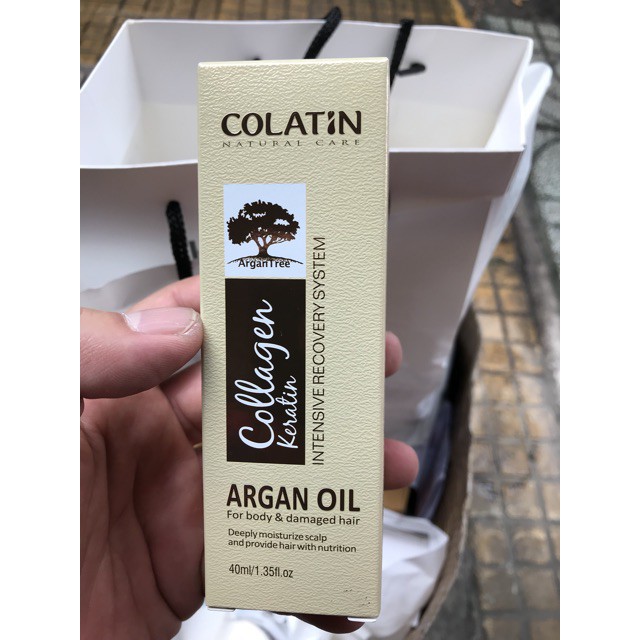 COLATIN
NATURAL CARE
ArganTree
Collagen
Keratin
INTENSIVE RECOVERY SYSTEM
ARGAN OIL
For body & damaged hair
Deeply moisturize scalp
and provide hair with nutrition
40ml/1.35fl.oz